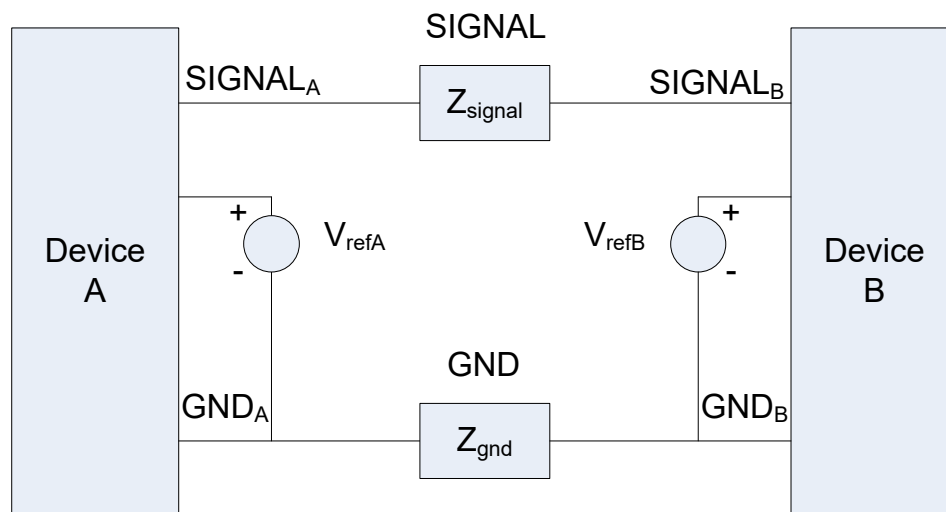 SIGNAL
SIGNALA
Zsignal
SIGNALB
+
VrefA
-
VrefB
+
-
Device
A
Device
B
GND
GNDA
Zgnd
GNDB